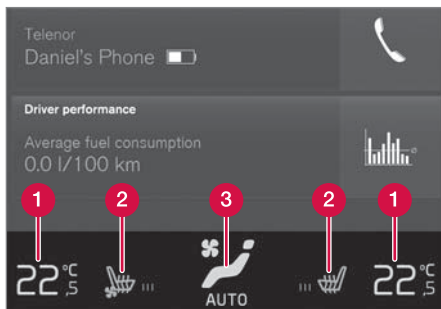 Telenor
Daniel's Phone
Driver performance
Average fuel consumption
0.0 l/100 km
1 2 3 2 1
22°C,5 22°C,5
AUTO